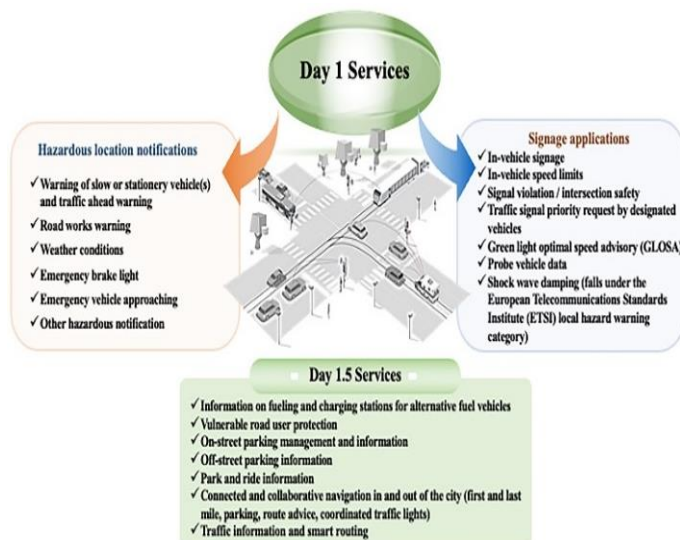 Day 1 Services
Hazardous location notifications
✓Warning of slow or stationery vehicle(s)
and traffic ahead warning
✓Road works warning
✓Weather conditions
✓Emergency brake light
✓Emergency vehicle approaching
✓Other hazardous notification
Signage applications
✓In-vehicle signage
✓In-vehicle speed limits
✓Signal violation / intersection safety
✓Traffic signal priority request by designated
vehicles
✓Green light optimal speed advisory (GLOSA)
✓Probe vehicle data
✓Shock wave damping (falls under the
European Telecommunications Standards
Institute (ETSI) local hazard warning
category)
Day 1.5 Services
✓Information on fueling and charging stations for alternative fuel vehicles
✓Vulnerable road user protection
✓On-street parking management and information
✓Off-street parking information
✓Park and ride information
✓Connected and collaborative navigation in and out of the city (first and last
mile, parking, route advice, coordinated traffic lights)
✓Traffic information and smart routing